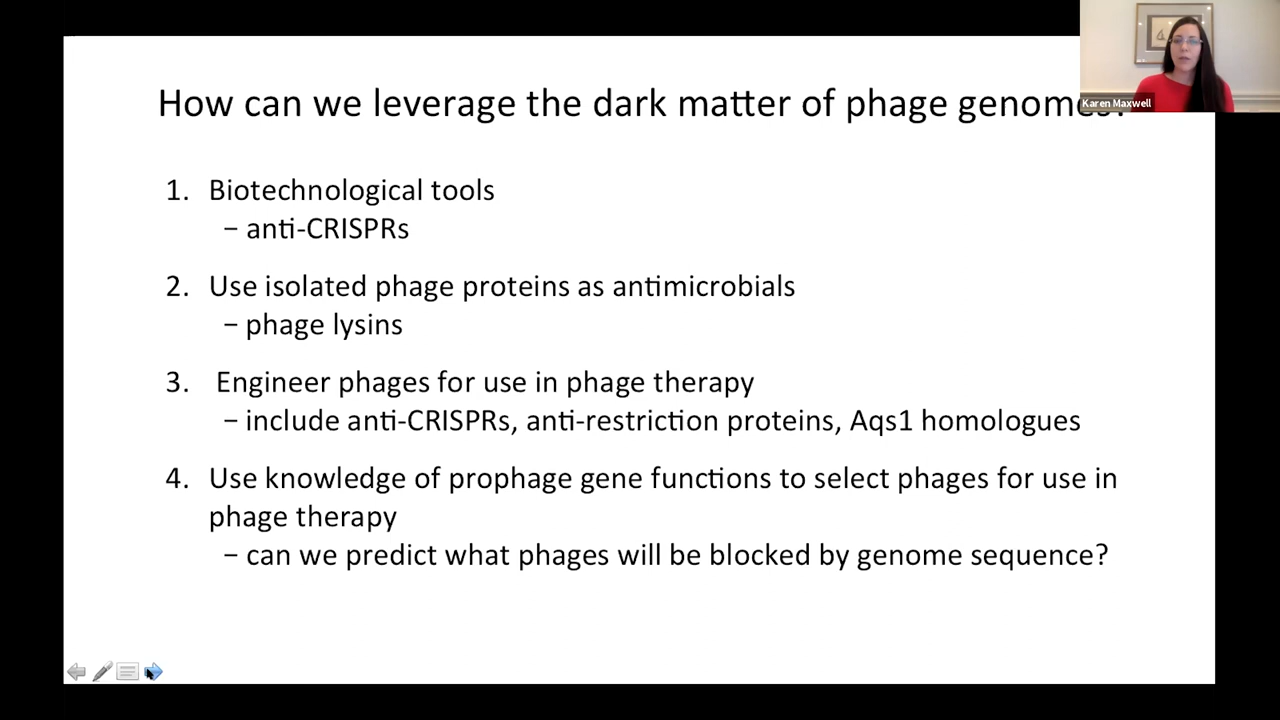 How can we leverage the dark matter of phage genomes?
Karen Maxwell
1. Biotechnological tools
– anti-CRISPRs
2. Use isolated phage proteins as antimicrobials
– phage lysins
3. Engineer phages for use in phage therapy
– include anti-CRISPRs, anti-restriction proteins, Aqs1 homologues
4. Use knowledge of prophage gene functions to select phages for use in
phage therapy
– can we predict what phages will be blocked by genome sequence?